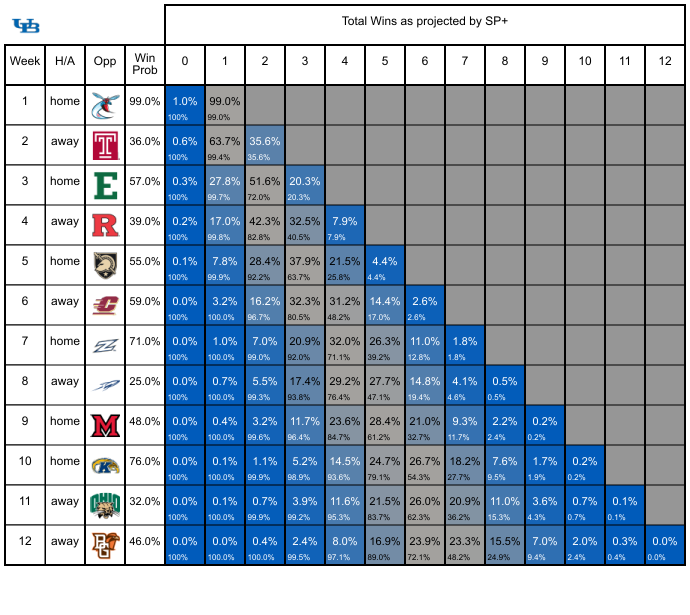 UB
Total Wins as projected by SP+
Week H/A Opp Win Prob 0 1 2 3 4 5 6 7 8 9 10 11 12
1 home 99.0% 1.0% 99.0%
100% 99.0%
2 away T 36.0% 0.6% 63.7% 35.6%
100% 99.4% 35.6%
3 home E 57.0% 0.3% 27.8% 51.6% 20.3%
100% 99.7% 72.0% 20.3%
4 away R 39.0% 0.2% 17.0% 42.3% 32.5% 7.9%
100% 99.8% 82.8% 40.5% 7.9%
5 home 55.0% 0.1% 7.8% 28.4% 37.9% 21.5% 4.4%
100% 99.9% 92.2% 63.7% 25.8% 4.4%
6 away C 59.0% 0.0% 3.2% 16.2% 32.3% 31.2% 14.4% 2.6%
100% 100.0% 96.7% 80.5% 48.2% 17.0% 2.6%
7 home Z 71.0% 0.0% 1.0% 7.0% 20.9% 32.0% 26.3% 11.0% 1.8%
100% 100.0% 99.0% 92.0% 71.1% 39.2% 12.8% 1.8%
8 away 25.0% 0.0% 0.7% 5.5% 17.4% 29.2% 27.7% 14.8% 4.1% 0.5%
100% 100.0% 99.3% 93.8% 76.4% 47.1% 19.4% 4.6% 0.5%
9 home M 48.0% 0.0% 0.4% 3.2% 11.7% 23.6% 28.4% 21.0% 9.3% 2.2% 0.2%
100% 100.0% 99.6% 96.4% 84.7% 61.2% 32.7% 11.7% 2.4% 0.2%
10 home K 76.0% 0.0% 0.1% 1.1% 5.2% 14.5% 24.7% 26.7% 18.2% 7.6% 1.7% 0.2%
100% 100.0% 99.9% 98.9% 93.6% 79.1% 54.3% 27.7% 9.5% 1.9% 0.2%
11 away OHIO 32.0% 0.0% 0.1% 0.7% 3.9% 11.6% 21.5% 26.0% 20.9% 11.0% 3.6% 0.7% 0.1%
100% 100.0% 99.9% 99.2% 95.3% 83.7% 62.3% 36.2% 15.3% 4.3% 0.7% 0.1%
12 away BG 46.0% 0.0% 0.0% 0.4% 2.4% 8.0% 16.9% 23.9% 23.3% 15.5% 7.0% 2.0% 0.3% 0.0%
100% 100.0% 100.0% 99.5% 97.1% 89.0% 72.1% 48.2% 24.9% 9.4% 2.4% 0.4% 0.0%